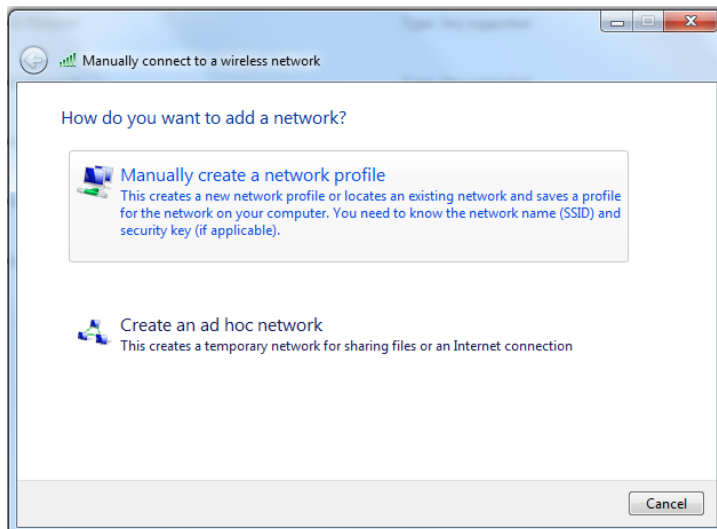 Manually connect to a wireless network
How do you want to add a network?
Manually create a network profile
This creates a new network profile or locates an existing network and saves a profile
for the network on your computer. You need to know the network name (SSID) and
security key (if applicable).
Create an ad hoc network
This creates a temporary network for sharing files or an Internet connection
Cancel